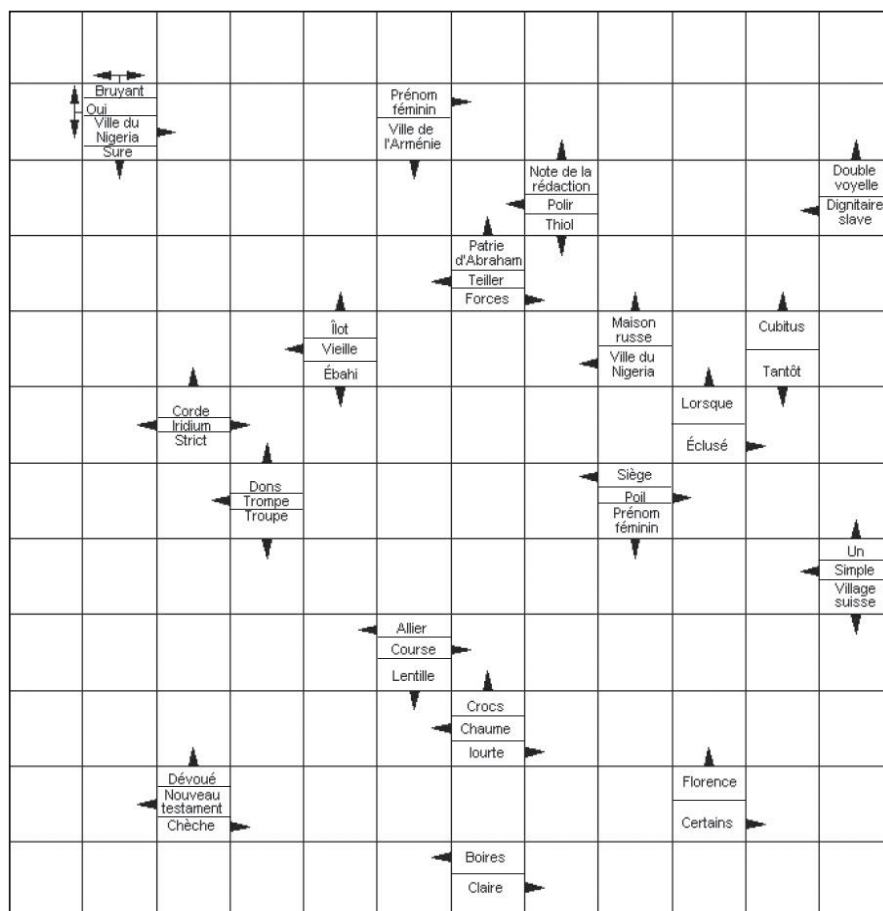 Bruyant
Oui
Ville du
Nigeria
Sure
Prénom
féminin
Ville de
l'Arménie
Note de la
rédaction
Polir
Thiol
Double
voyelle
Dignitaire
slave
Patrie
d'Abraham
Teiller
Forces
Îlot
Vieille
Ébahi
Maison
russe
Ville du
Nigeria
Cubitus
Tantôt
Corde
Iridium
Strict
Lorsque
Éclusé
Dons
Trompe
Troupe
Siège
Poil
Prénom
féminin
Un
Simple
Village
suisse
Allier
Course
Lentille
Crocs
Chaume
Iourte
Dévoué
Nouveau
testament
Chèche
Florence
Certains
Boires
Claire